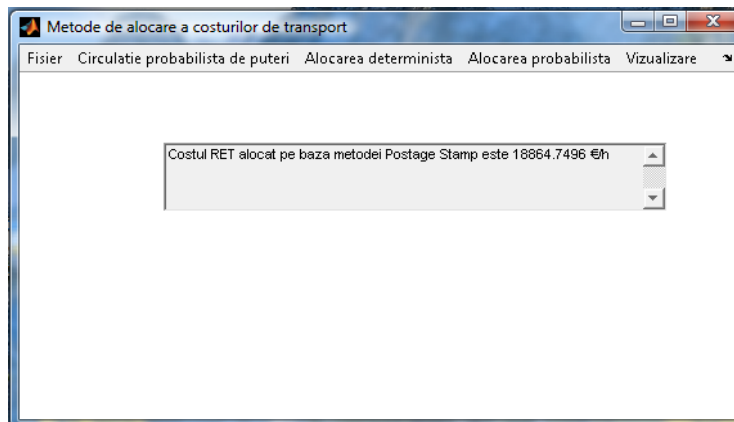 Metode de alocare a costurilor de transport
Fisier Circulatie probabilista de puteri Alocarea determinista Alocarea probabilista Vizualizare
Costul RET alocat pe baza metodei Postage Stamp este 18864.7496 €/h